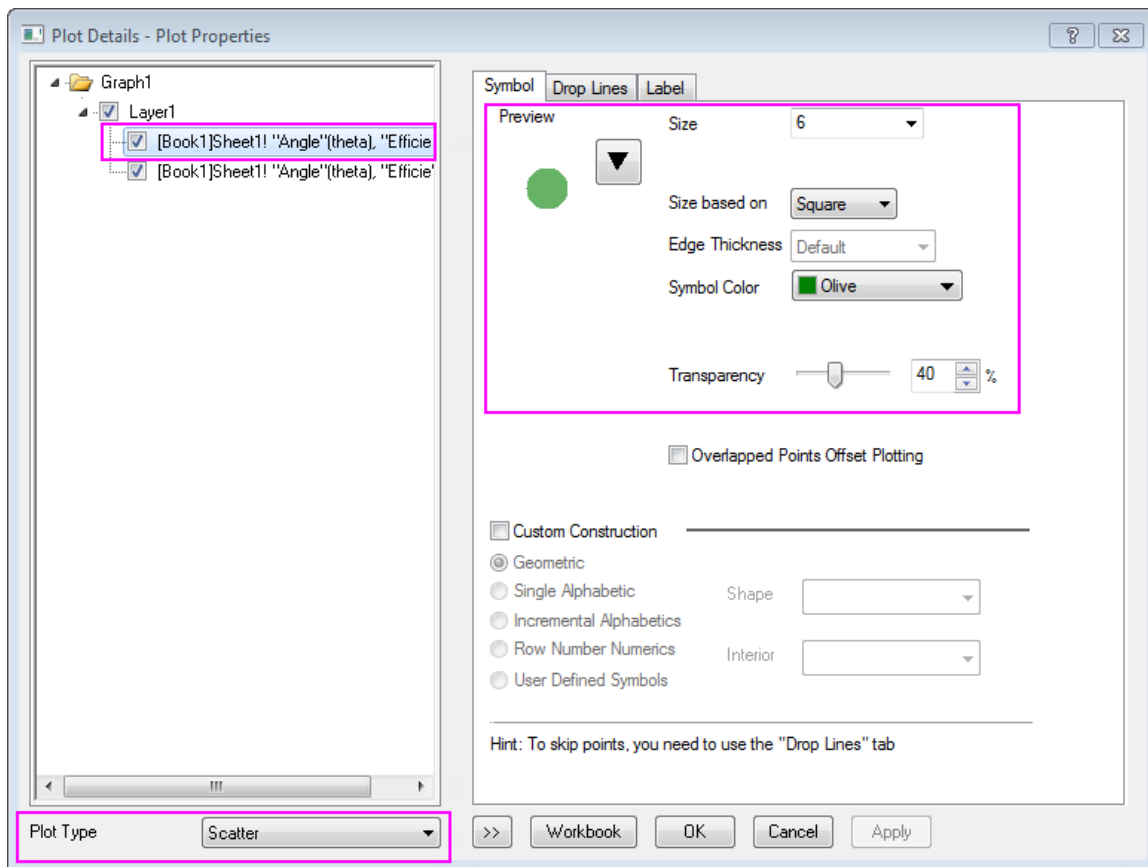 Plot Details - Plot Properties
Graph1
Layer1
[Book1]Sheet1! "Angle"(theta), "Efficie
[Book1]Sheet1! "Angle"(theta), "Efficie"
Plot Type
Scatter
Symbol
Drop Lines
Label
Preview
Size
6
Size based on
Square
Edge Thickness
Default
Symbol Color
Olive
Transparency
40
%
Overlapped Points Offset Plotting
Custom Construction
Geometric
Single Alphabetic
Incremental Alphabetics
Row Number Numerics
User Defined Symbols
Shape
Interior
Hint: To skip points, you need to use the "Drop Lines" tab
>>
Workbook
OK
Cancel
Apply